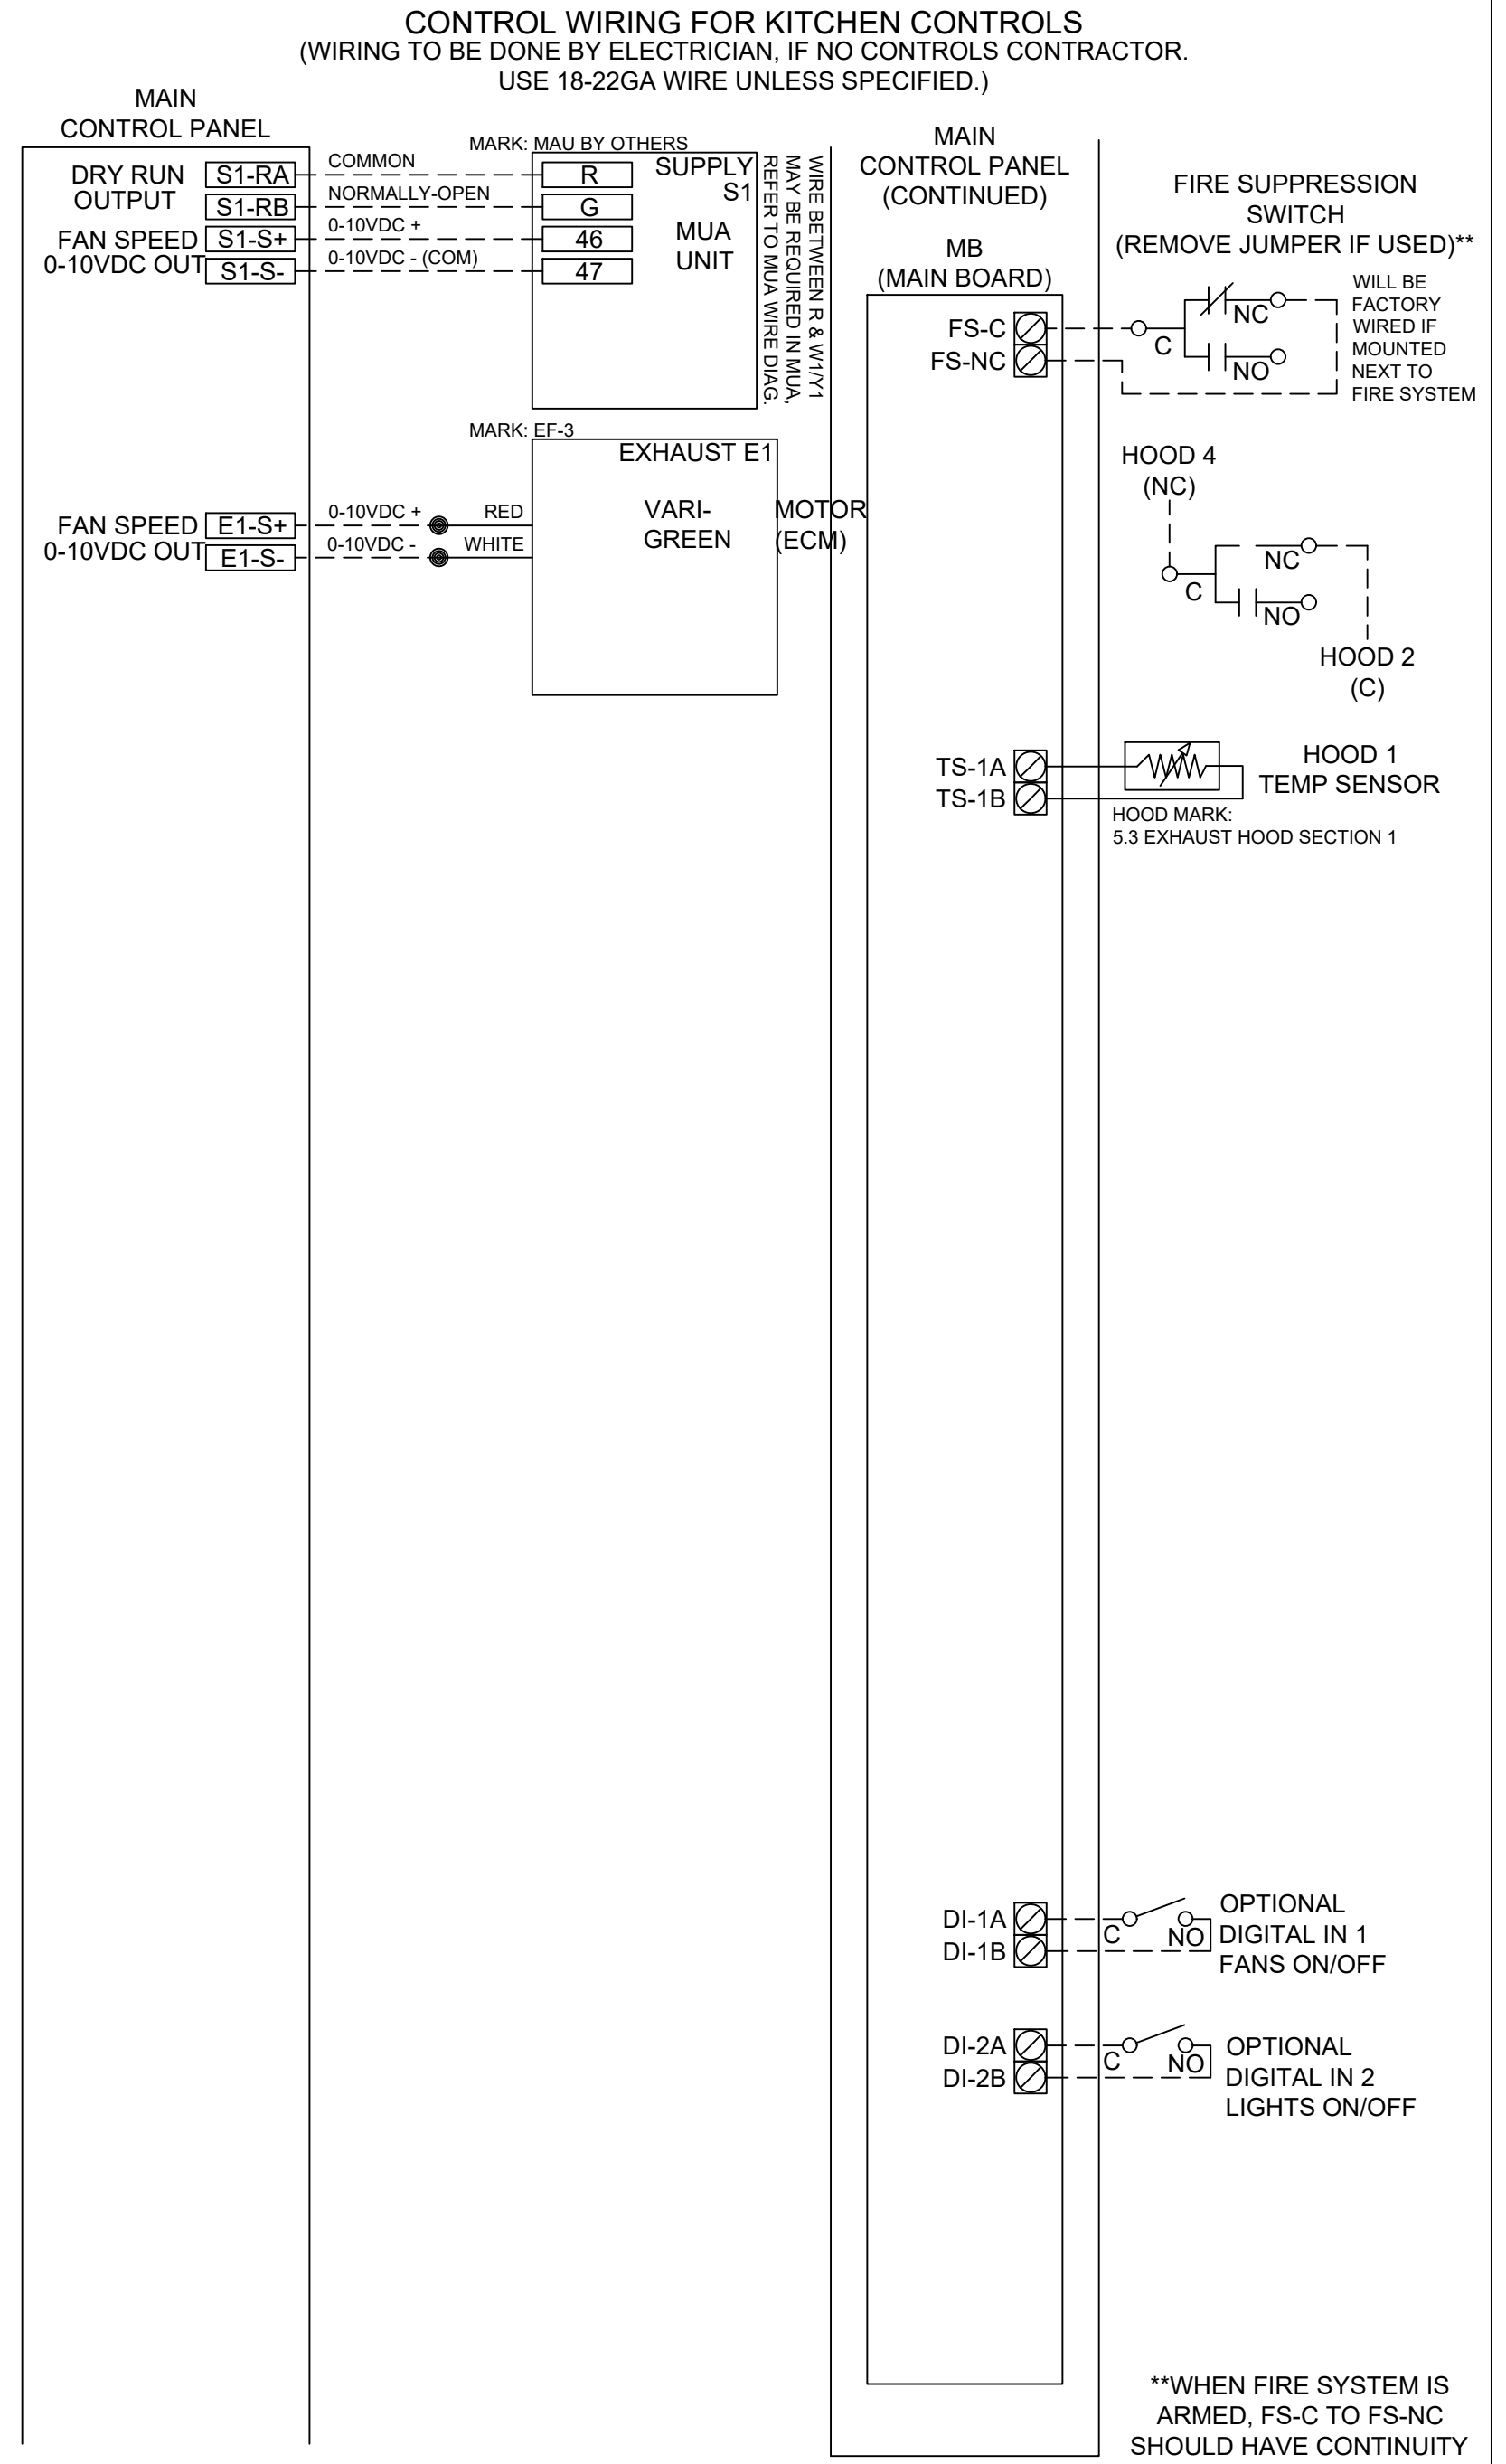 CONTROL WIRING FOR KITCHEN CONTROLS
(WIRING TO BE DONE BY ELECTRICIAN, IF NO CONTROLS CONTRACTOR.
USE 18-22GA WIRE UNLESS SPECIFIED.)
MAIN
CONTROL PANEL
DRY RUN
OUTPUT
S1-RA
S1-RB
FAN SPEED
0-10VDC OUT
S1-S+
S1-S-
COMMON
NORMALLY-OPEN
0-10VDC +
0-10VDC - (COM)
MARK: MAU BY OTHERS
R
G
46
47
SUPPLY
S1
MUA
UNIT
WIRE BETWEEN R & W1/Y1
MAY BE REQUIRED IN MUA,
REFER TO MUA WIRE DIAG.
FAN SPEED
0-10VDC OUT
E1-S+
E1-S-
0-10VDC +
0-10VDC -
RED
WHITE
MARK: EF-3
EXHAUST E1
VARI-
GREEN
MOTOR
(ECM)
MAIN
CONTROL PANEL
(CONTINUED)
MB
(MAIN BOARD)
FS-C
FS-NC
FIRE SUPPRESSION
SWITCH
(REMOVE JUMPER IF USED)**
C
NC
NO
WILL BE
FACTORY
WIRED IF
MOUNTED
NEXT TO
FIRE SYSTEM
HOOD 4
(NC)
C
NC
NO
HOOD 2
(C)
TS-1A
TS-1B
HOOD 1
TEMP SENSOR
HOOD MARK:
5.3 EXHAUST HOOD SECTION 1
DI-1A
DI-1B
C
NO
OPTIONAL
DIGITAL IN 1
FANS ON/OFF
DI-2A
DI-2B
C
NO
OPTIONAL
DIGITAL IN 2
LIGHTS ON/OFF
**WHEN FIRE SYSTEM IS
ARMED, FS-C TO FS-NC
SHOULD HAVE CONTINUITY